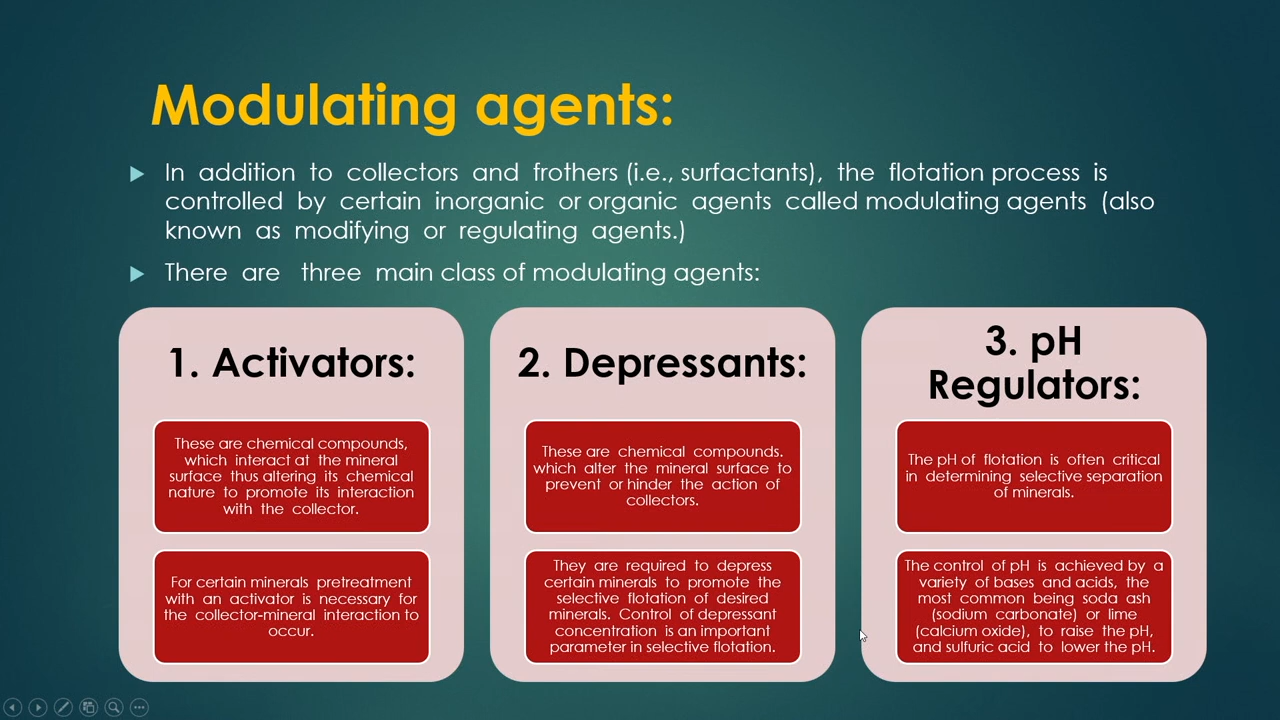 Modulating agents:
In addition to collectors and frothers (i.e., surfactants), the flotation process is
controlled by certain inorganic or organic agents called modulating agents (also
known as modifying or regulating agents.)
There are three main class of modulating agents:
1. Activators:
These are chemical compounds,
which interact at the mineral
surface thus altering its chemical
nature to promote its interaction
with the collector.
For certain minerals pretreatment
with an activator is necessary for
the collector-mineral interaction to
occur.
2. Depressants:
These are chemical compounds.
which alter the mineral surface to
prevent or hinder the action of
collectors.
They are required to depress
certain minerals to promote the
selective flotation of desired
minerals. Control of depressant
concentration is an important
parameter in selective flotation.
3. pH
Regulators:
The pH of flotation is often critical
in determining selective separation
of minerals.
The control of pH is achieved by a
variety of bases and acids, the
most common being soda ash
(sodium carbonate) or lime
(calcium oxide), to raise the pH,
and sulfuric acid to lower the pH.